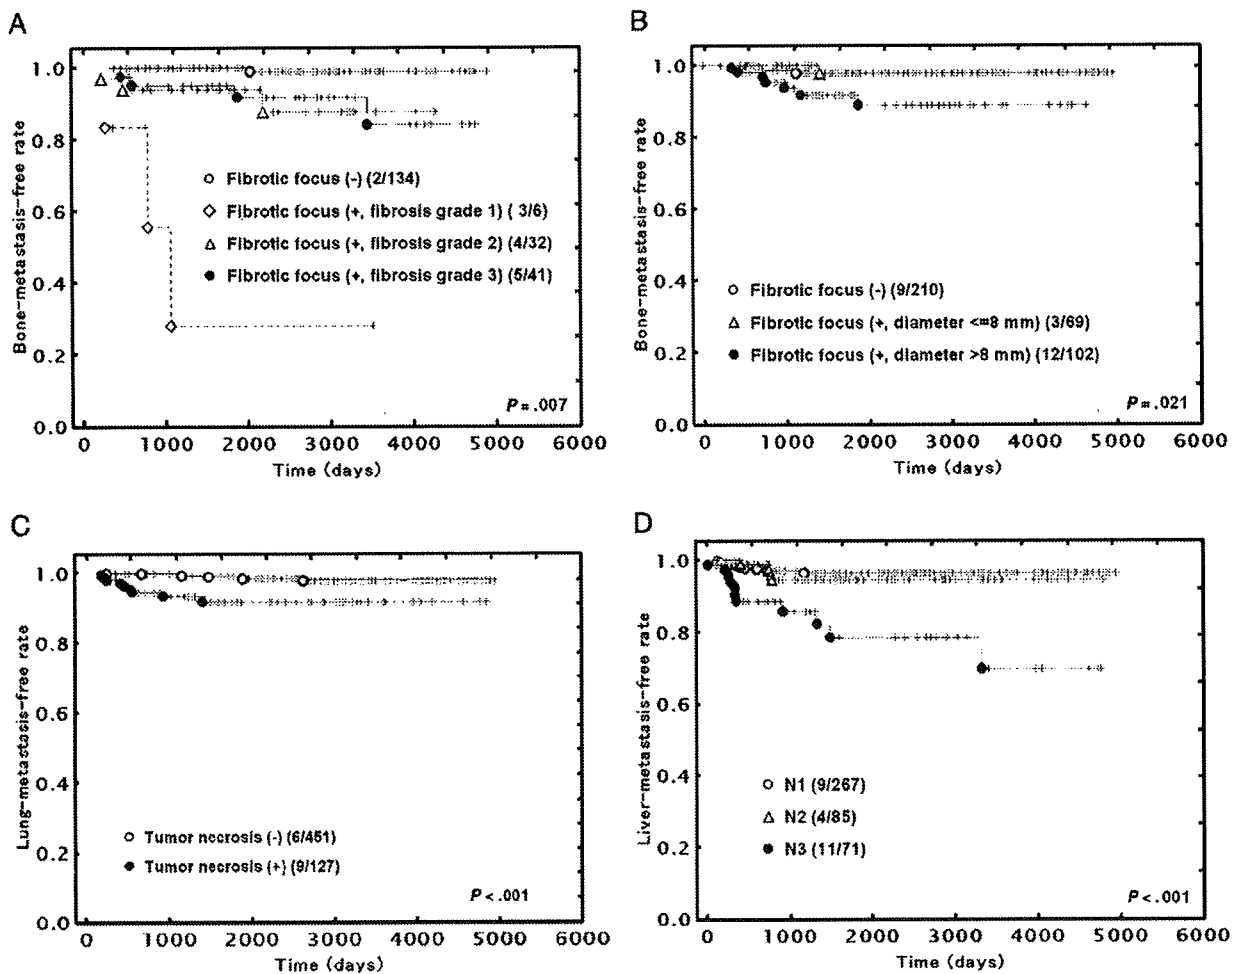 A
Bone-metastasis-free rate
1.0
0.8
0.6
0.4
0.2
0.0
Fibrotic focus (-) (2/134)
Fibrotic focus (+, fibrosis grade 1) ( 3/6)
Fibrotic focus (+, fibrosis grade 2) (4/32)
Fibrotic focus (+, fibrosis grade 3) (5/41)
P = .007
0 1000 2000 3000 4000 5000 6000
Time (days)
B
Bone-metastasis-free rate
1.0
0.8
0.6
0.4
0.2
0.0
Fibrotic focus (-) (9/210)
Fibrotic focus (+, diameter <=8 mm) (3/69)
Fibrotic focus (+, diameter >8 mm) (12/102)
P = .021
0 1000 2000 3000 4000 5000 6000
Time (days)
C
Lung-metastasis-free rate
1.0
0.8
0.6
0.4
0.2
0.0
Tumor necrosis (-) (6/451)
Tumor necrosis (+) (9/127)
P < .001
0 1000 2000 3000 4000 5000 6000
Time (days)
D
Liver-metastasis-free rate
1.0
0.8
0.6
0.4
0.2
0.0
N1 (9/267)
N2 (4/85)
N3 (11/71)
P < .001
0 1000 2000 3000 4000 5000 6000
Time (days)